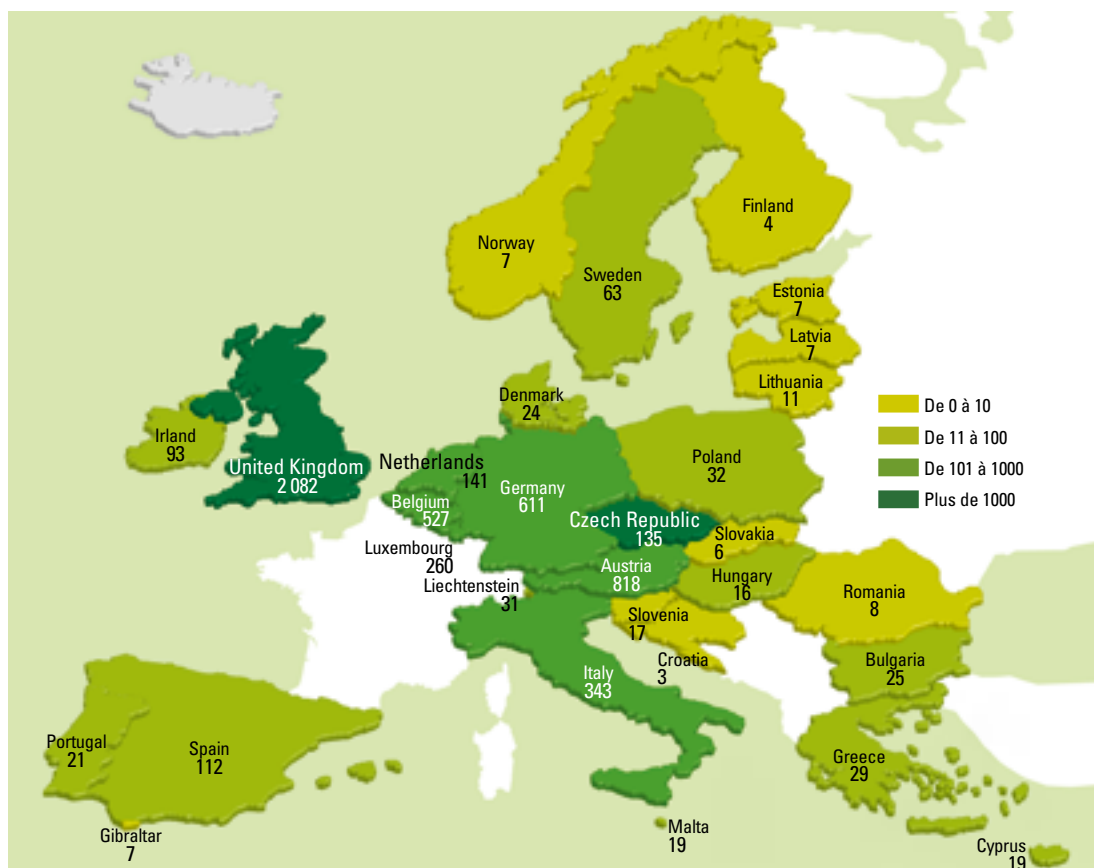 Finland
4
Norway
7
Sweden
63
Estonia
7
Latvia
7
Lithuania
11
Denmark
24
Irland
93
United Kingdom
2 082
Netherlands
141
Belgium
527
Germany
611
Poland
32
Czech Republic
135
Slovakia
6
Luxembourg
260
Liechtenstein
31
Austria
818
Hungary
16
Romania
8
Slovenia
17
Croatia
3
Italy
343
Bulgaria
25
Portugal
21
Spain
112
Greece
29
Gibraltar
7
Malta
19
Cyprus
19
De 0 à 10
De 11 à 100
De 101 à 1000
Plus de 1000